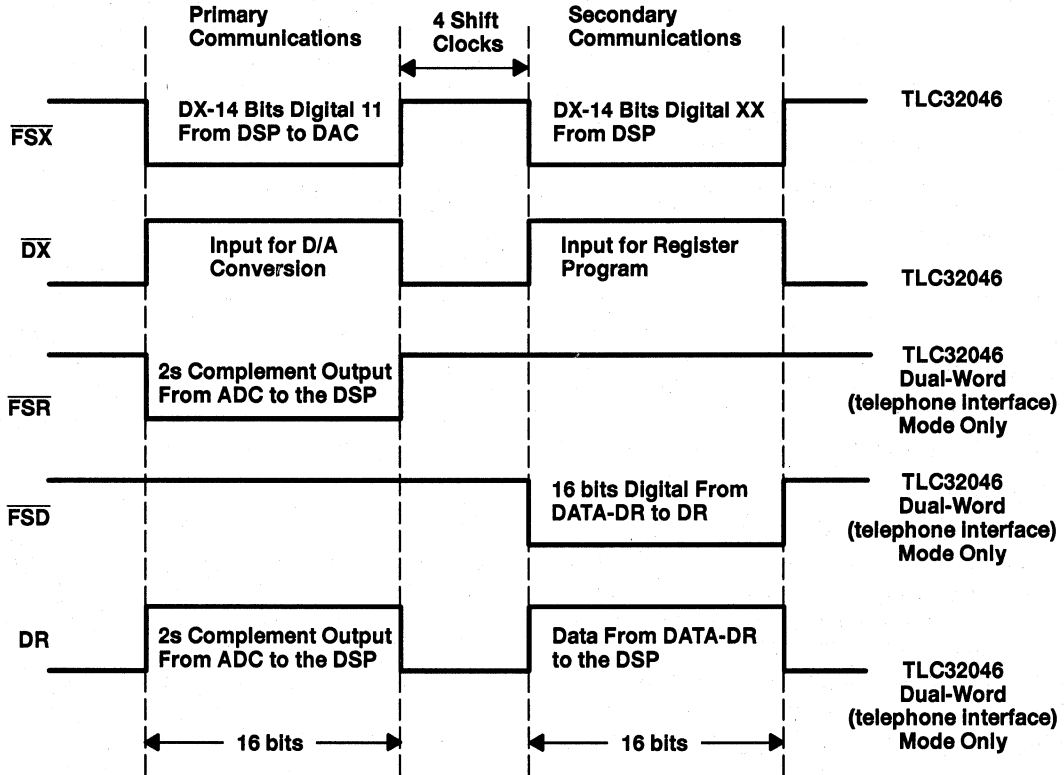 Primary
Communications
4 Shift
Clocks
Secondary
Communications
FSX
DX-14 Bits Digital 11
From DSP to DAC
DX-14 Bits Digital XX
From DSP
TLC32046
DX
Input for D/A
Conversion
Input for Register
Program
TLC32046
FSR
2s Complement Output
From ADC to the DSP
TLC32046
Dual-Word
(telephone interface)
Mode Only
FSD
16 bits Digital From
DATA-DR to DR
TLC32046
Dual-Word
(telephone interface)
Mode Only
DR
2s Complement Output
From ADC to the DSP
Data From DATA-DR
to the DSP
TLC32046
Dual-Word
(telephone interface)
Mode Only
16 bits
16 bits